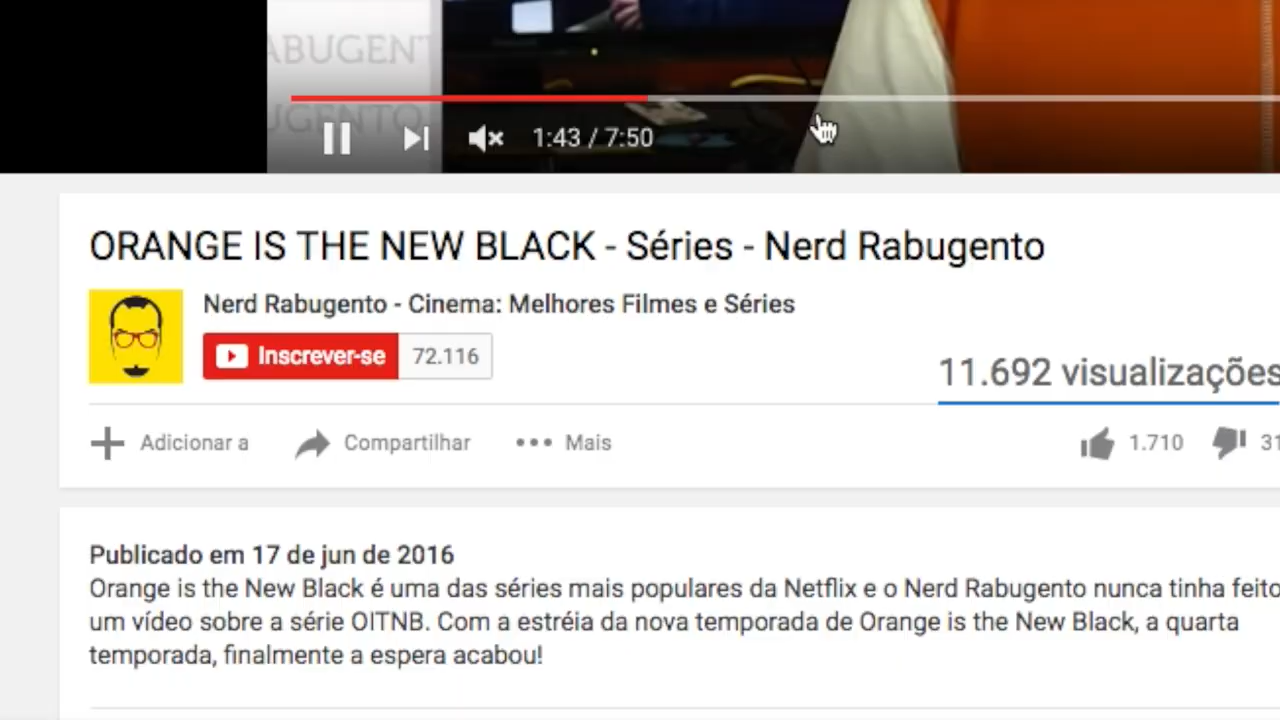 ABUGENT
UGENTO
1:43 / 7:50
ORANGE IS THE NEW BLACK - Séries - Nerd Rabugento
Nerd Rabugento - Cinema: Melhores Filmes e Séries
Inscrever-se 72.116
11.692 visualizações
Adicionar a Compartilhar Mais 1.710 31
Publicado em 17 de jun de 2016
Orange is the New Black é uma das séries mais populares da Netflix e o Nerd Rabugento nunca tinha feito
um vídeo sobre a série OITNB. Com a estréia da nova temporada de Orange is the New Black, a quarta
temporada, finalmente a espera acabou!